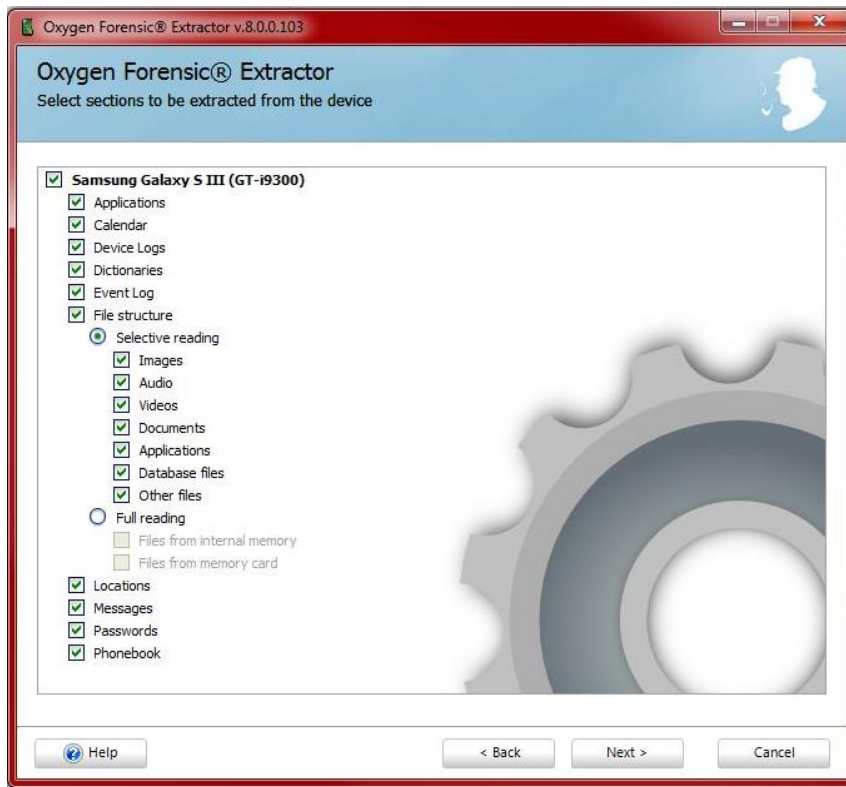 Oxygen Forensic® Extractor v.8.0.0.103
Oxygen Forensic® Extractor
Select sections to be extracted from the device
Samsung Galaxy S III (GT-i9300)
Applications
Calendar
Device Logs
Dictionaries
Event Log
File structure
Selective reading
Images
Audio
Videos
Documents
Applications
Database files
Other files
Full reading
Files from internal memory
Files from memory card
Locations
Messages
Passwords
Phonebook
Help
< Back
Next >
Cancel